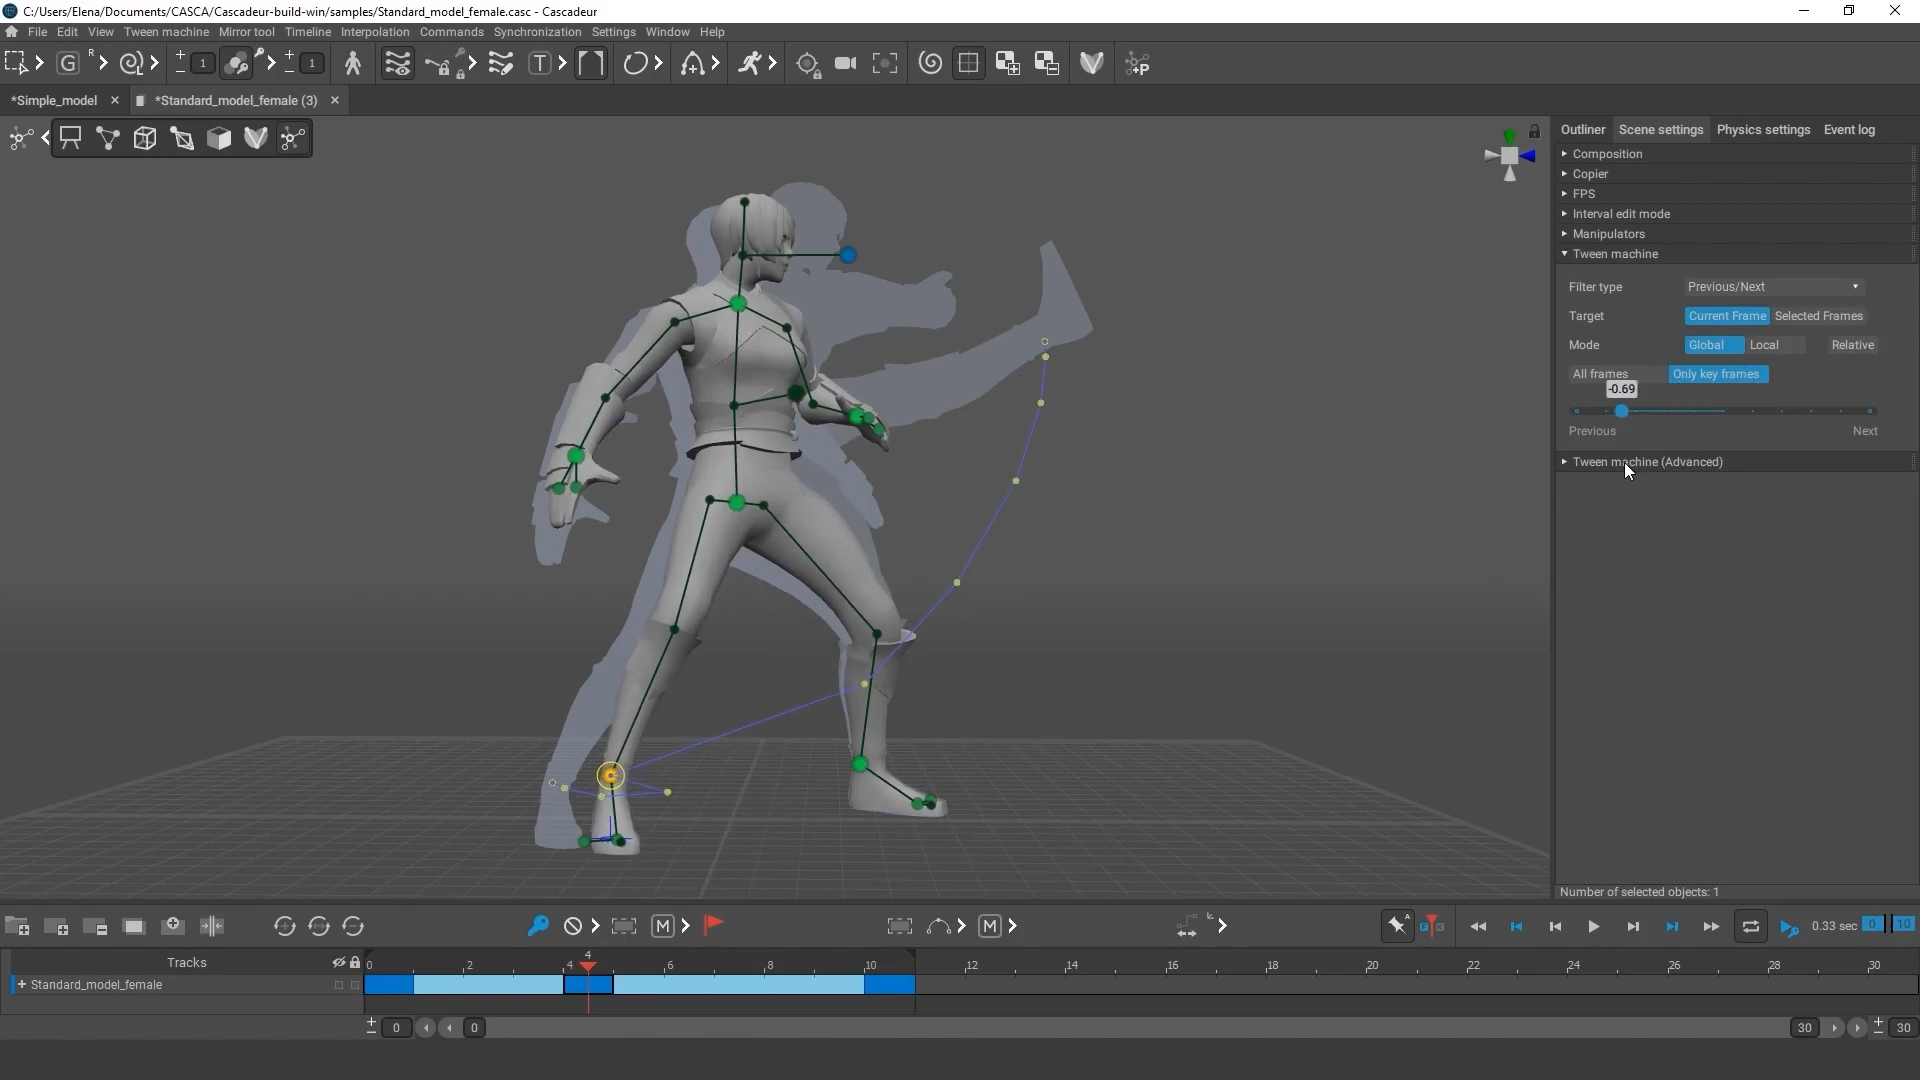 C:/Users/Elena/Documents/CASCA/Cascadeur-build-win/samples/Standard_model_female.casc - Cascadeur
File Edit View Tween machine Mirror tool Timeline Interpolation Commands Synchronization Settings Window Help
G R 1 1 T +P
*Simple_model *Standard_model_female (3)
Outliner Scene settings Physics settings Event log
Composition
Copier
FPS
Interval edit mode
Manipulators
Tween machine
Filter type Previous/Next
Target Current Frame Selected Frames
Mode Global Local Relative
All frames Only key frames
-0.69
Previous Next
Tween machine (Advanced)
Number of selected objects: 1
M M A 0.33 sec 0 10
4
Tracks 0 2 4 6 8 10 12 14 16 18 20 22 24 26 28 30
+ Standard_model_female
0 0 30 30